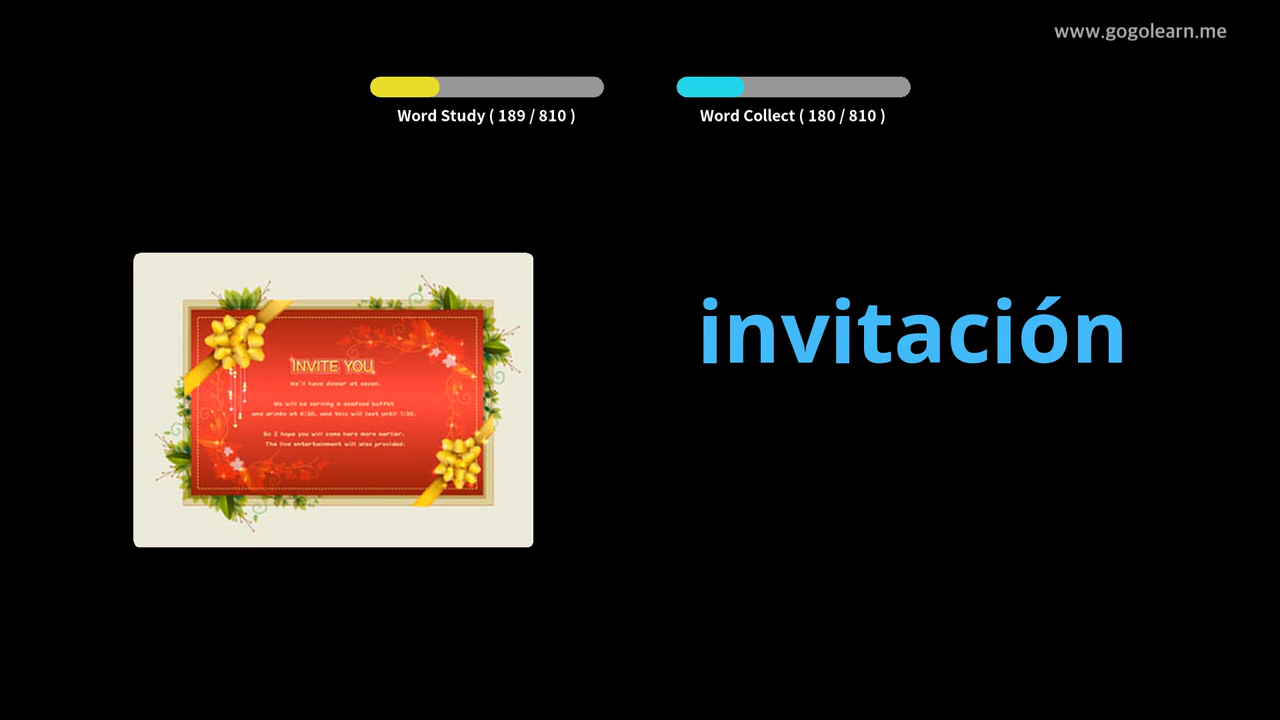 www.gogolearn.me
Word Study ( 189 / 810 )
Word Collect ( 180 / 810 )
invitación
INVITE YOU
We'll have dinner at seven.
We will be serving a seafood buffet
and drinks at 6:30, and this will last until 7:30.
So I hope you will come here more earlier.
The live entertainment will also provided.